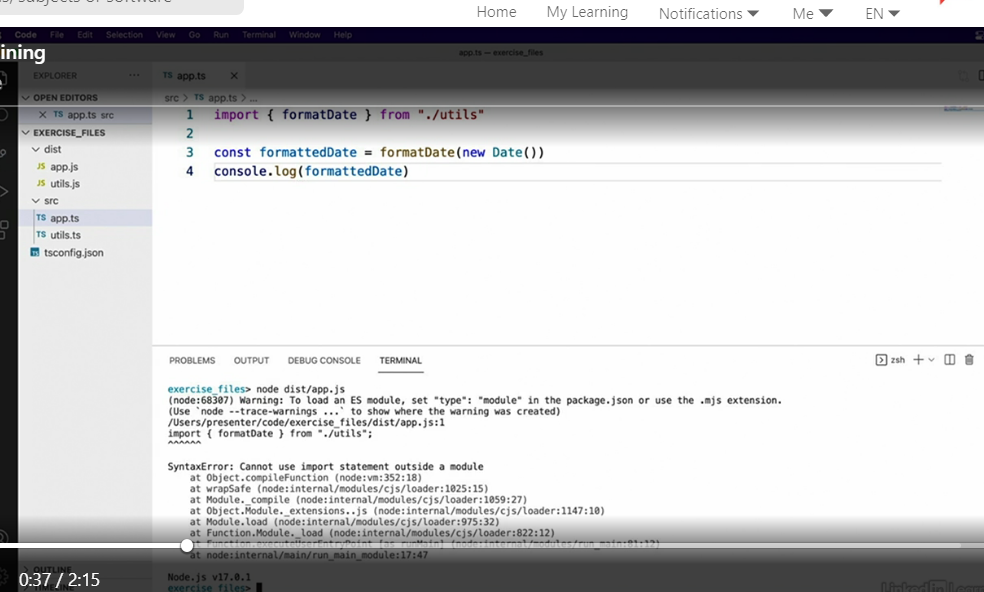 subjects or software
Home My Learning Notifications Me EN
Code File Edit Selection View Go Run Terminal Window Help
app.ts — exercise_files
ining
EXPLORER ...
TS app.ts ×
OPEN EDITORS
src > TS app.ts > ...
× TS app.ts src
EXERCISE_FILES
dist
JS app.js
JS utils.js
src
TS app.ts
TS utils.ts
tsconfig.json
1 import { formatDate } from "./utils"
2
3 const formattedDate = formatDate(new Date())
4 console.log(formattedDate)
PROBLEMS OUTPUT DEBUG CONSOLE TERMINAL
zsh
exercise_files> node dist/app.js
(node:68307) Warning: To load an ES module, set "type": "module" in the package.json or use the .mjs extension.
(Use `node --trace-warnings ...` to show where the warning was created)
/Users/presenter/code/exercise_files/dist/app.js:1
import { formatDate } from "./utils";
^^^^^^
SyntaxError: Cannot use import statement outside a module
at Object.compileFunction (node:vm:352:18)
at wrapSafe (node:internal/modules/cjs/loader:1025:15)
at Module._compile (node:internal/modules/cjs/loader:1059:27)
at Object.Module._extensions..js (node:internal/modules/cjs/loader:1147:10)
at Module.load (node:internal/modules/cjs/loader:975:32)
at Function.Module._load (node:internal/modules/cjs/loader:822:12)
at Function.executeUserEntryPoint [as runMain] (node:internal/modules/run_main:81:12)
at node:internal/main/run_main_module:17:47
OUTLINE
0:37 / 2:15
Node.js v17.0.1
TIMELINE
exercise_files>